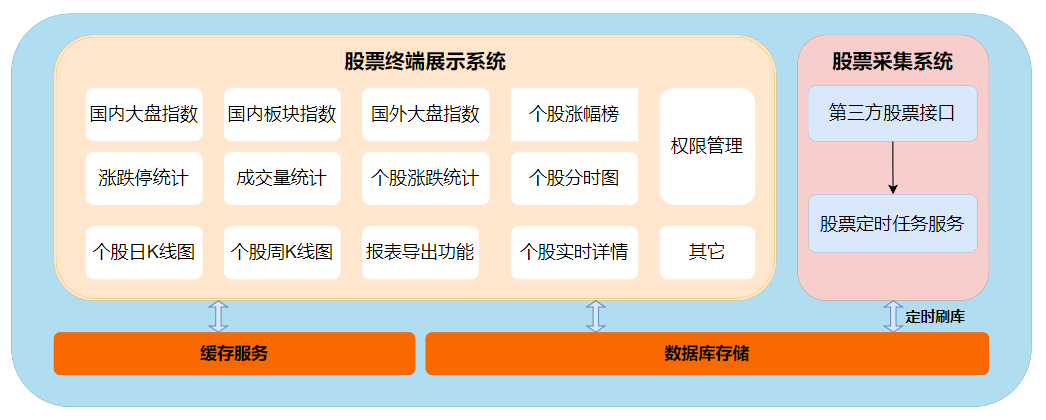 股票终端展示系统
股票采集系统
国内大盘指数
国内板块指数
国外大盘指数
个股涨幅榜
权限管理
第三方股票接口
涨跌停统计
成交量统计
个股涨跌统计
个股分时图
股票定时任务服务
个股日K线图
个股周K线图
报表导出功能
个股实时详情
其它
定时刷库
缓存服务
数据库存储